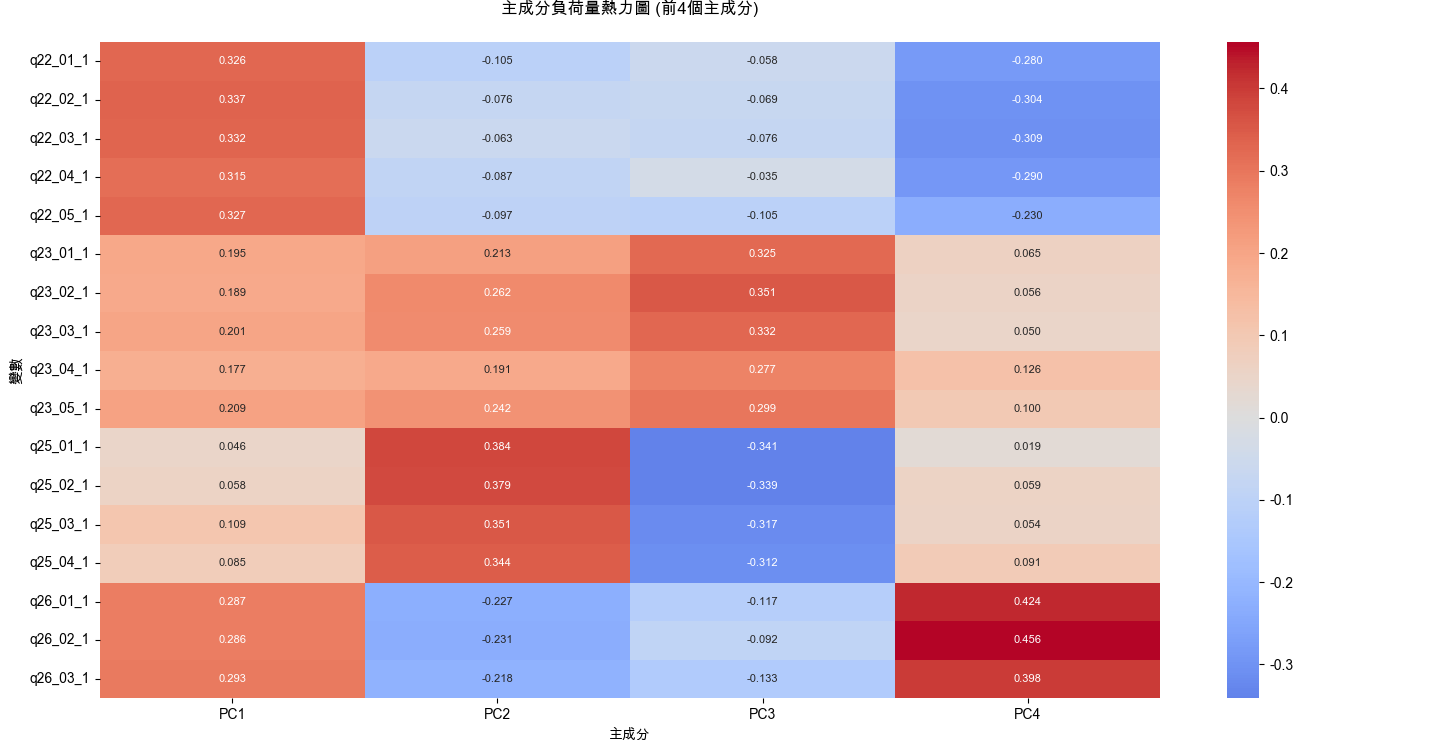 主成分負荷量熱力圖 (前4個主成分)
q22_01_1 0.326 -0.105 -0.058 -0.280
q22_02_1 0.337 -0.076 -0.069 -0.304
q22_03_1 0.332 -0.063 -0.076 -0.309
q22_04_1 0.315 -0.087 -0.035 -0.290
q22_05_1 0.327 -0.097 -0.105 -0.230
q23_01_1 0.195 0.213 0.325 0.065
q23_02_1 0.189 0.262 0.351 0.056
q23_03_1 0.201 0.259 0.332 0.050
q23_04_1 0.177 0.191 0.277 0.126
q23_05_1 0.209 0.242 0.299 0.100
q25_01_1 0.046 0.384 -0.341 0.019
q25_02_1 0.058 0.379 -0.339 0.059
q25_03_1 0.109 0.351 -0.317 0.054
q25_04_1 0.085 0.344 -0.312 0.091
q26_01_1 0.287 -0.227 -0.117 0.424
q26_02_1 0.286 -0.231 -0.092 0.456
q26_03_1 0.293 -0.218 -0.133 0.398
PC1 PC2 PC3 PC4
主成分
變數
0.4
0.3
0.2
0.1
0.0
-0.1
-0.2
-0.3